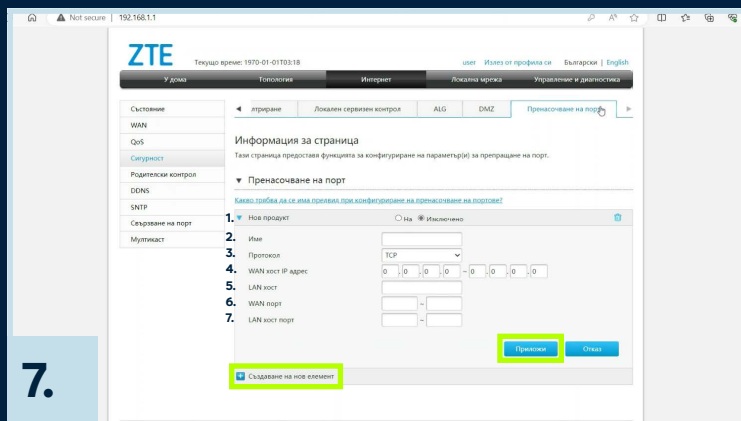 Not secure | 192.168.1.1
ZTE
Текущо време: 1970-01-01T03:18
user Излез от профила си Български | English
У дома Топология Интернет Локална мрежа Управление и диагностика
Състояние
WAN
QoS
Сигурност
Родителски контрол
DDNS
SNTP
Свързване на порт
Мултикаст
лтриране Локален сервизен контрол ALG DMZ Пренасочване на порт
Информация за страница
Тази страница предоставя функцията за конфигуриране на параметър(и) за препращане на порт.
Пренасочване на порт
Какво трябва да се има предвид при конфигуриране на пренасочване на портове?
1. Нов продукт На Изключено
2. Име
3. Протокол TCP
4. WAN хост IP адрес 0 . 0 . 0 . 0 ~ 0 . 0 . 0 . 0
5. LAN хост
6. WAN порт ~
7. LAN хост порт ~
Приложи Отказ
Създаване на нов елемент
7.